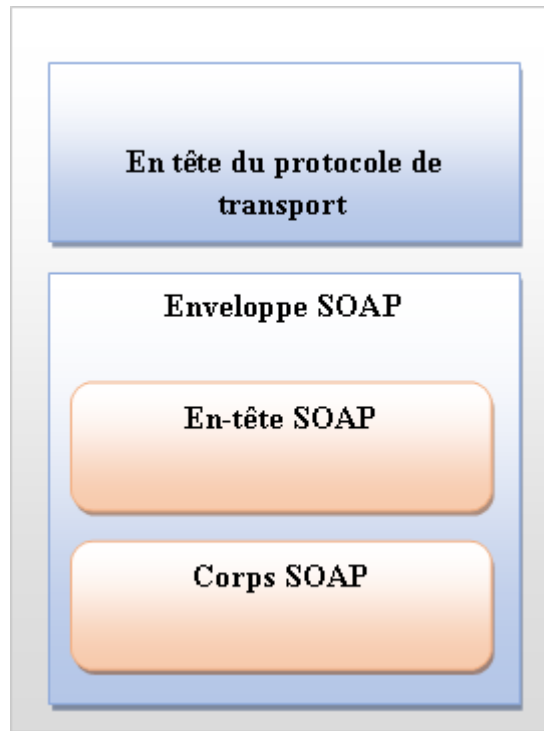 En tête du protocole de
transport
Enveloppe SOAP
En-tête SOAP
Corps SOAP